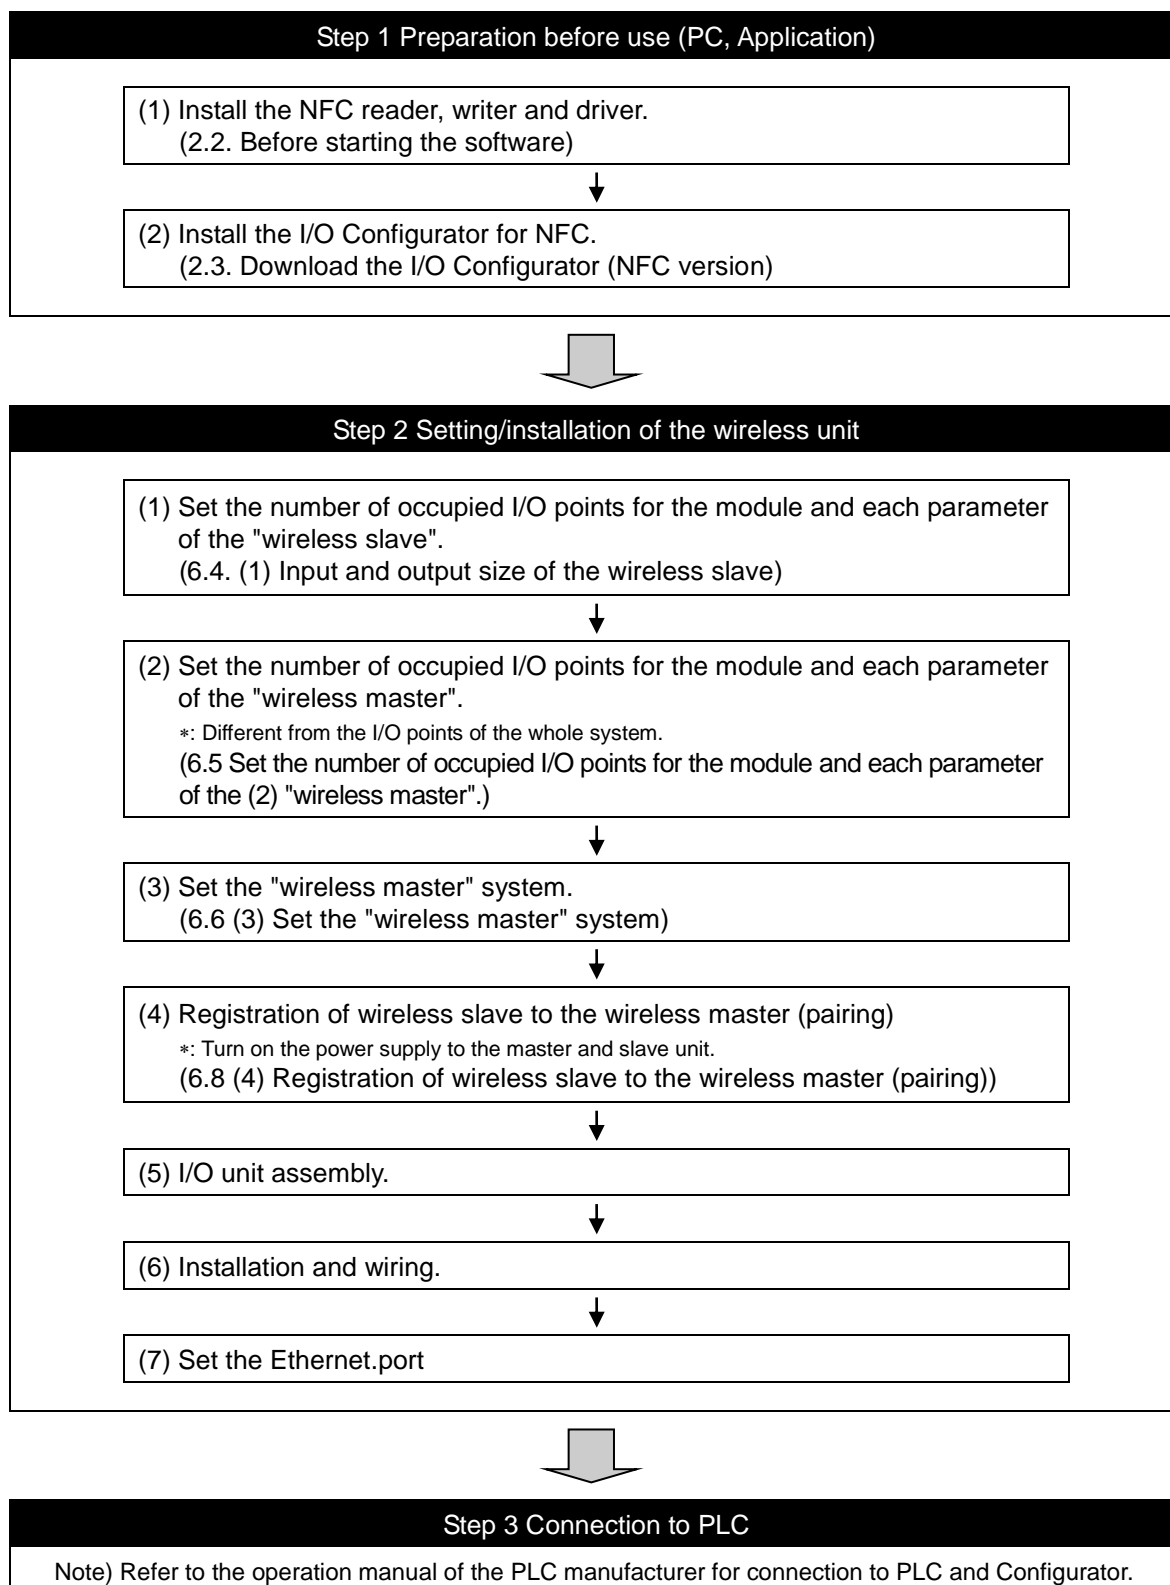 Step 1 Preparation before use (PC, Application)
(1) Install the NFC reader, writer and driver.
(2.2. Before starting the software)
(2) Install the I/O Configurator for NFC.
(2.3. Download the I/O Configurator (NFC version)
Step 2 Setting/installation of the wireless unit
(1) Set the number of occupied I/O points for the module and each parameter
of the "wireless slave".
(6.4. (1) Input and output size of the wireless slave)
(2) Set the number of occupied I/O points for the module and each parameter
of the "wireless master".
∗: Different from the I/O points of the whole system.
(6.5 Set the number of occupied I/O points for the module and each parameter
of the (2) "wireless master".)
(3) Set the "wireless master" system.
(6.6 (3) Set the "wireless master" system)
(4) Registration of wireless slave to the wireless master (pairing)
∗: Turn on the power supply to the master and slave unit.
(6.8 (4) Registration of wireless slave to the wireless master (pairing))
(5) I/O unit assembly.
(6) Installation and wiring.
(7) Set the Ethernet.port
Step 3 Connection to PLC
Note) Refer to the operation manual of the PLC manufacturer for connection to PLC and Configurator.